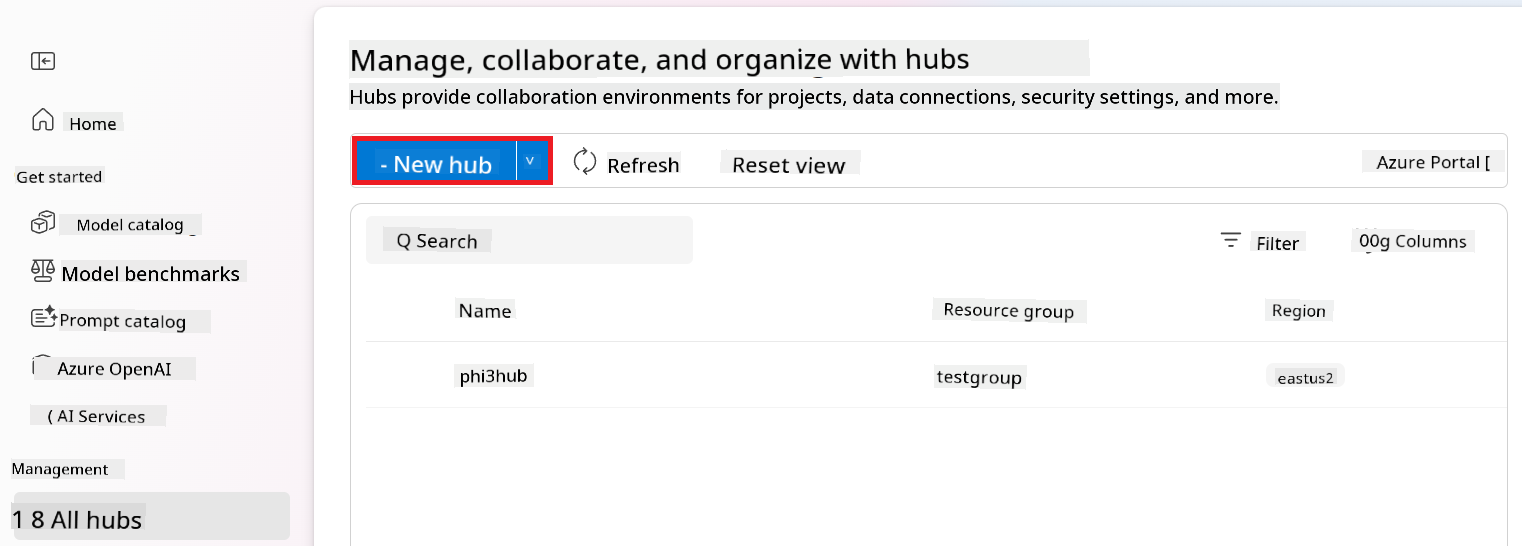 Manage, collaborate, and organize with hubs
Hubs provide collaboration environments for projects, data connections, security settings, and more.
Home
Get started
Model catalog
Model benchmarks
Prompt catalog
Azure OpenAI
( AI Services
Management
1 8 All hubs
- New hub
Refresh
Reset view
Azure Portal [
Q Search
Filter
00g Columns
Name
Resource group
Region
phi3hub
testgroup
eastus2